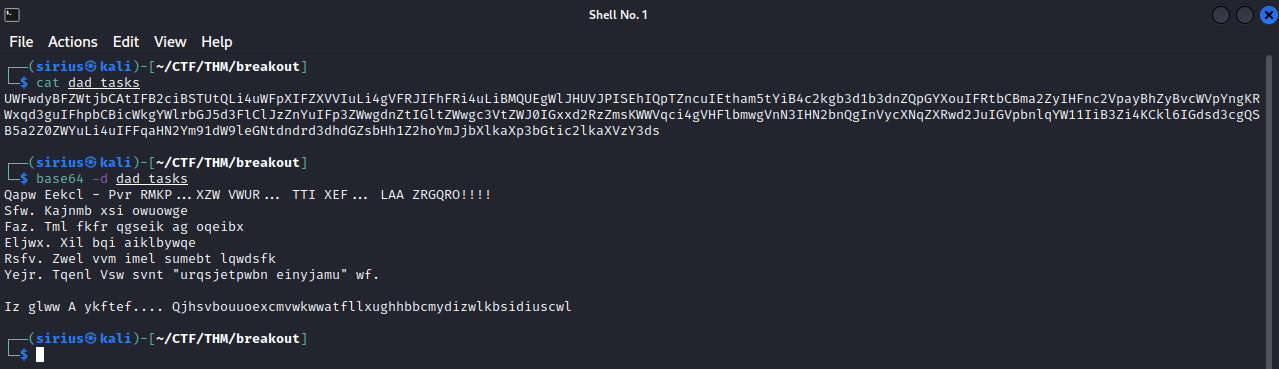 Shell No. 1
File Actions Edit View Help
┌──(sirius㉿kali)-[~/CTF/THM/breakout]
└─$ cat dad_tasks
UWFwdyBFZWtjbCAtIFB2ciBSTUtQLi4uWFpXIFZXVVIuLi4gVFRJIFhFRi4uLiBMQUEgWlJHUVJPISEhIQpTZncuIEtham5tYiB4c2kgb3d1b3dnZQpGYXouIFRtbCBma2ZyIHFnc2VpayBhZyBvcWVpYngKR
Wxqd3guIFhpbCBicWkgYWlrbGJ5d3FlClJzZnYuIFp3ZWwgdnZtIGltZWwgc3VtZWJ0IGxxd2RzZmsKWWVqci4gVHFlbmwgVnN3IHN2bnQgInVycXNqZXRwd2JuIGVpbnlqYW11IiB3Zi4KCkl6IGdsd3cgQS
B5a2Z0ZWYuLi4uIFFqaHN2Ym91dW9leGNtdndrd3dhdGZsbHh1Z2hoYmJjbXlkaXp3bGtic2lkaXVzY3ds
┌──(sirius㉿kali)-[~/CTF/THM/breakout]
└─$ base64 -d dad_tasks
Qapw Eekcl - Pvr RMKP...XZW VWUR... TTI XEF... LAA ZRGQRO!!!!
Sfw. Kajnmb xsi owuowge
Faz. Tml fkfr qgseik ag oqeibx
Eljwx. Xil bqi aiklbywqe
Rsfv. Zwel vvm imel sumebt lqwdsfk
Yejr. Tqenl Vsw svnt "urqsjetpwbn einyjamu" wf.
Iz glww A ykftef.... Qjhsvbouuoexcmvwkwwatfllxughhbbcmydizwlkbsidiuscwl
┌──(sirius㉿kali)-[~/CTF/THM/breakout]
└─$